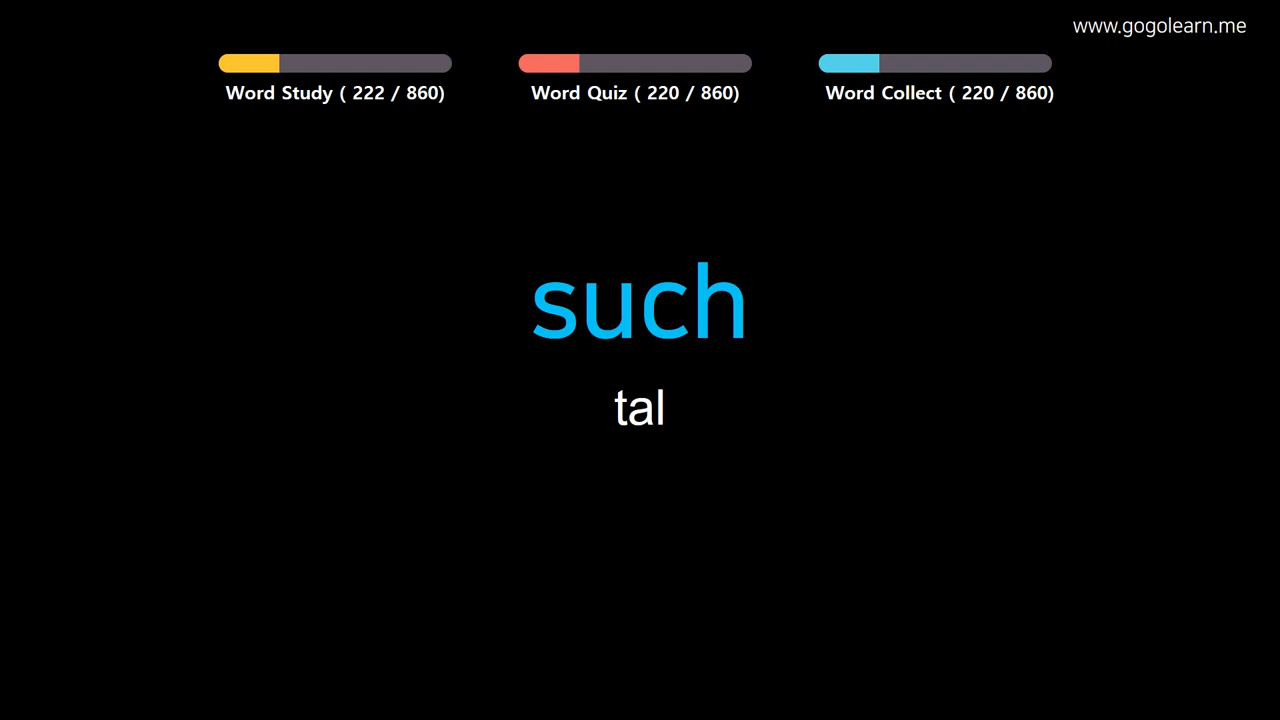 www.gogolearn.me
Word Study ( 222 / 860)
Word Quiz ( 220 / 860)
Word Collect ( 220 / 860)
such
tal